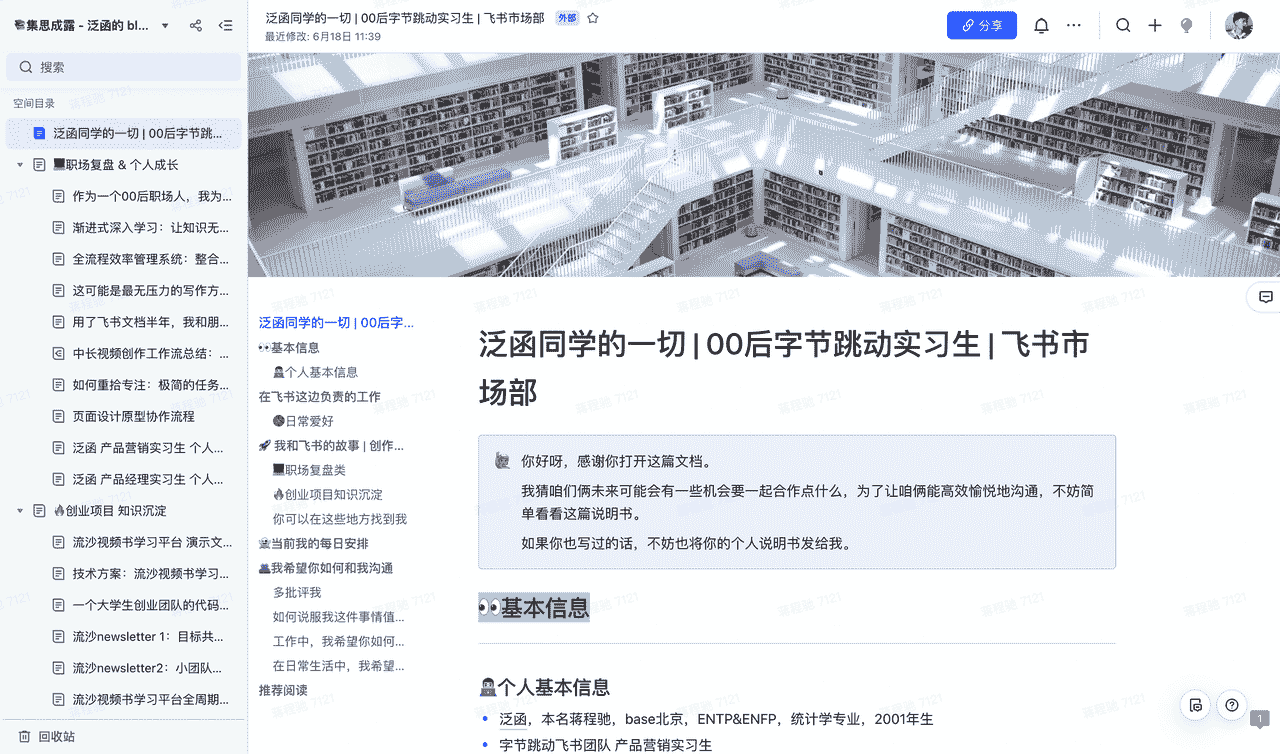 集思成露 - 泛函的 bl...
搜索
空间目录
泛函同学的一切 | 00后字节跳...
职场复盘 & 个人成长
作为一个00后职场人，我为...
渐进式深入学习：让知识无...
全流程效率管理系统：整合...
这可能是最无压力的写作方...
用了飞书文档半年，我和朋...
中长视频创作工作流总结：...
如何重拾专注：极简的任务...
页面设计原型协作流程
泛函 产品营销实习生 个人...
泛函 产品经理实习生 个人...
🔥创业项目 知识沉淀
流沙视频书学习平台 演示文...
技术方案：流沙视频书学习...
一个大学生创业团队的代码...
流沙newsletter 1：目标共...
流沙newsletter2：小团队...
流沙视频书学习平台全周期...
回收站
泛函同学的一切 | 00后字节跳动实习生 | 飞书市场部 外部
最近修改: 6月18日 11:39
分享
泛函同学的一切 | 00后字...
👀基本信息
个人基本信息
在飞书这边负责的工作
日常爱好
🚀 我和飞书的故事 | 创作...
职场复盘类
🔥创业项目知识沉淀
你可以在这些地方找到我
当前我的每日安排
我希望你如何和我沟通
多批评我
如何说服我这件事情值...
工作中，我希望你如何...
在日常生活中，我希望...
推荐阅读
泛函同学的一切 | 00后字节跳动实习生 | 飞书市
场部
你好呀，感谢你打开这篇文档。
我猜咱们俩未来可能会有一些机会要一起合作点什么，为了让咱俩能高效愉悦地沟通，不妨简
单看看这篇说明书。
如果你也写过的话，不妨也将你的个人说明书发给我。
👀基本信息
个人基本信息
• 泛函，本名蒋程驰，base北京，ENTP&ENFP，统计学专业，2001年生
• 字节跳动飞书团队 产品营销实习生
1
蒋程驰 7121